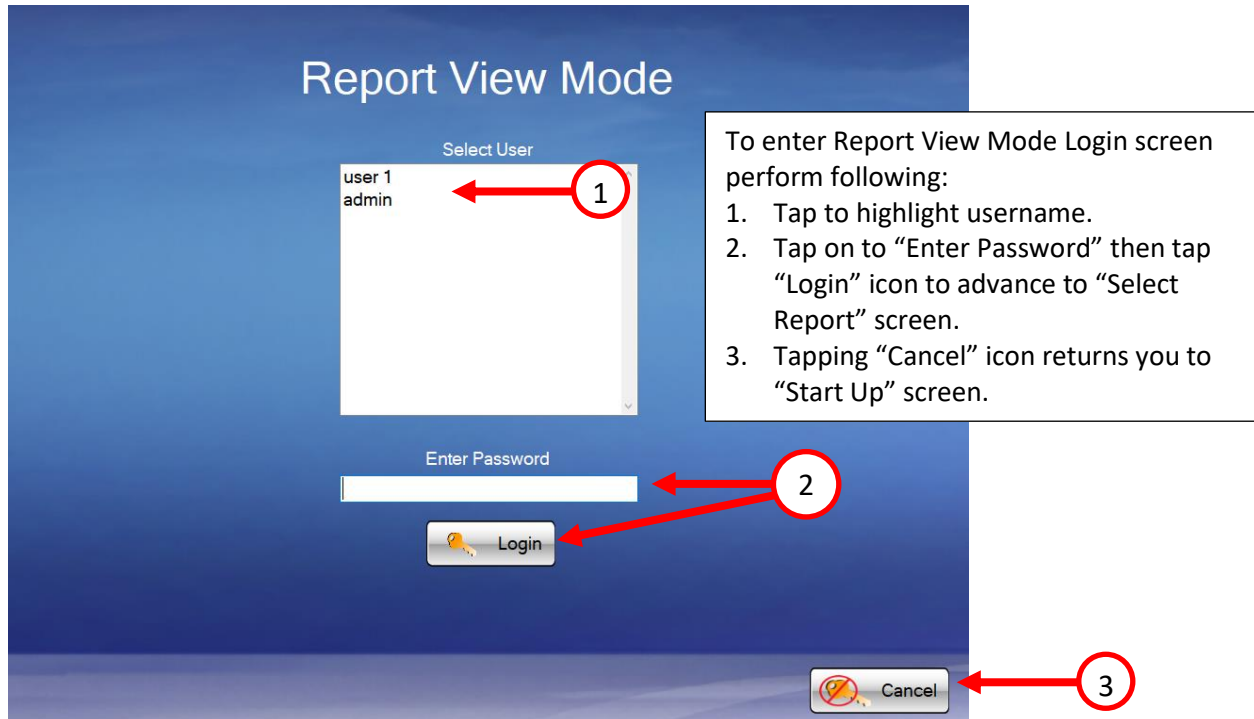 Report View Mode
Select User
user 1
admin
1
To enter Report View Mode Login screen
perform following:
1. Tap to highlight username.
2. Tap on to “Enter Password” then tap
“Login” icon to advance to “Select
Report” screen.
3. Tapping “Cancel” icon returns you to
“Start Up” screen.
Enter Password
2
Login
Cancel
3